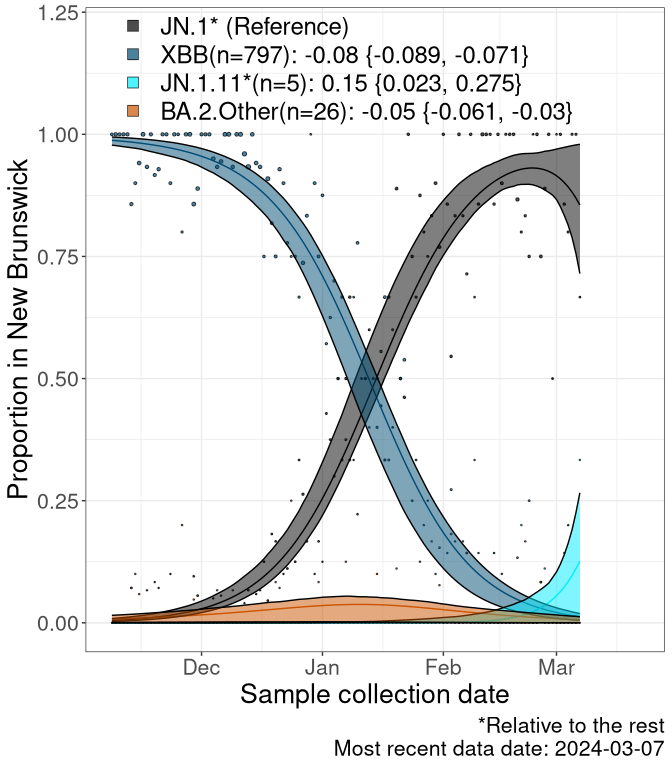 1.25
JN.1* (Reference)
XBB(n=797): -0.08 {-0.089, -0.071}
JN.1.11*(n=5): 0.15 {0.023, 0.275}
BA.2.Other(n=26): -0.05 {-0.061, -0.03}
1.00
0.75
0.50
0.25
0.00
Proportion in New Brunswick
Dec Jan Feb Mar
Sample collection date
*Relative to the rest
Most recent data date: 2024-03-07